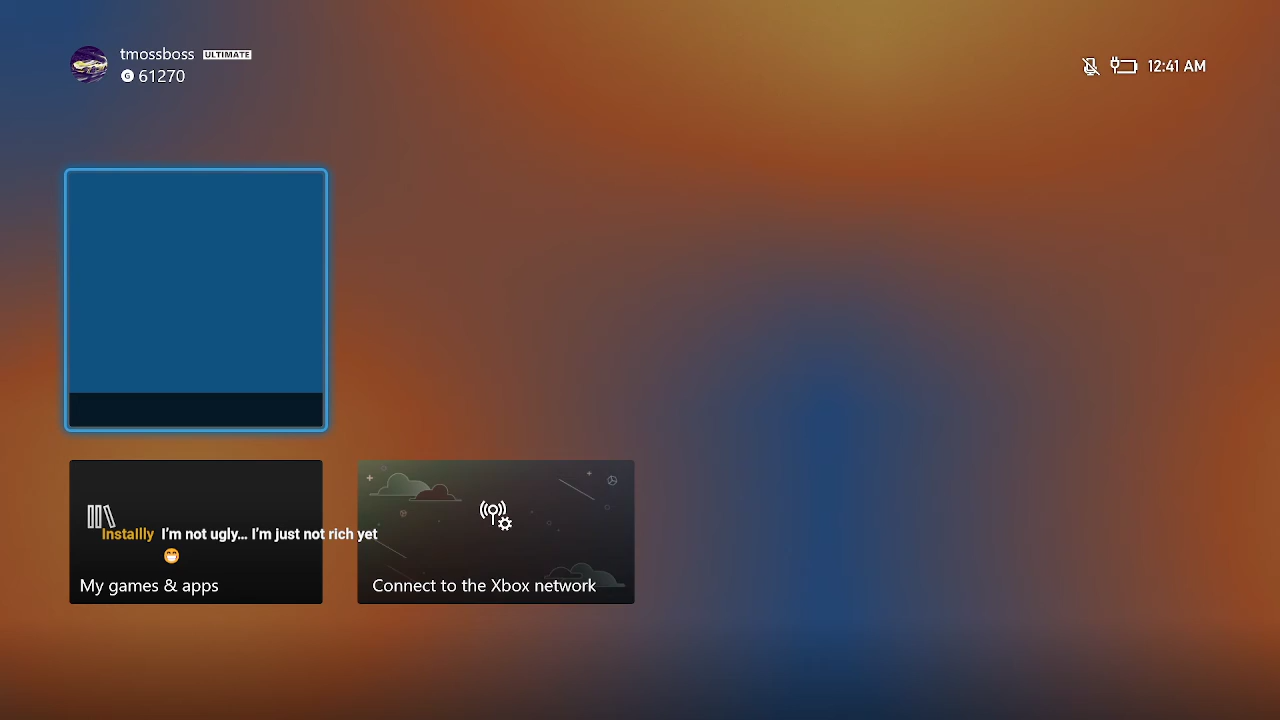 tmossboss ULTIMATE
G 61270
12:41 AM
Instally I'm not ugly... I'm just not rich yet
😁
My games & apps
Connect to the Xbox network